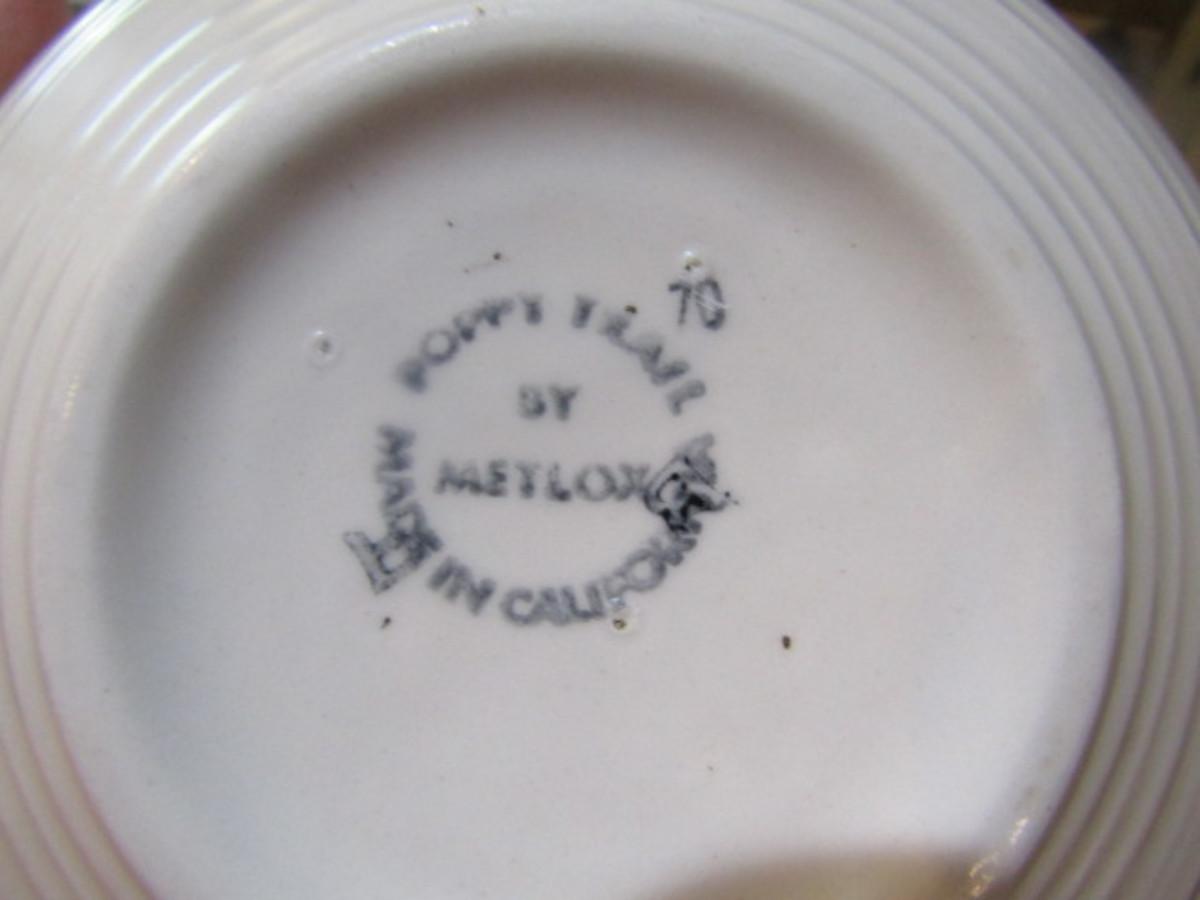 POPPY TRAIL
70
BY
METLOX
MADE IN CALIFORNIA